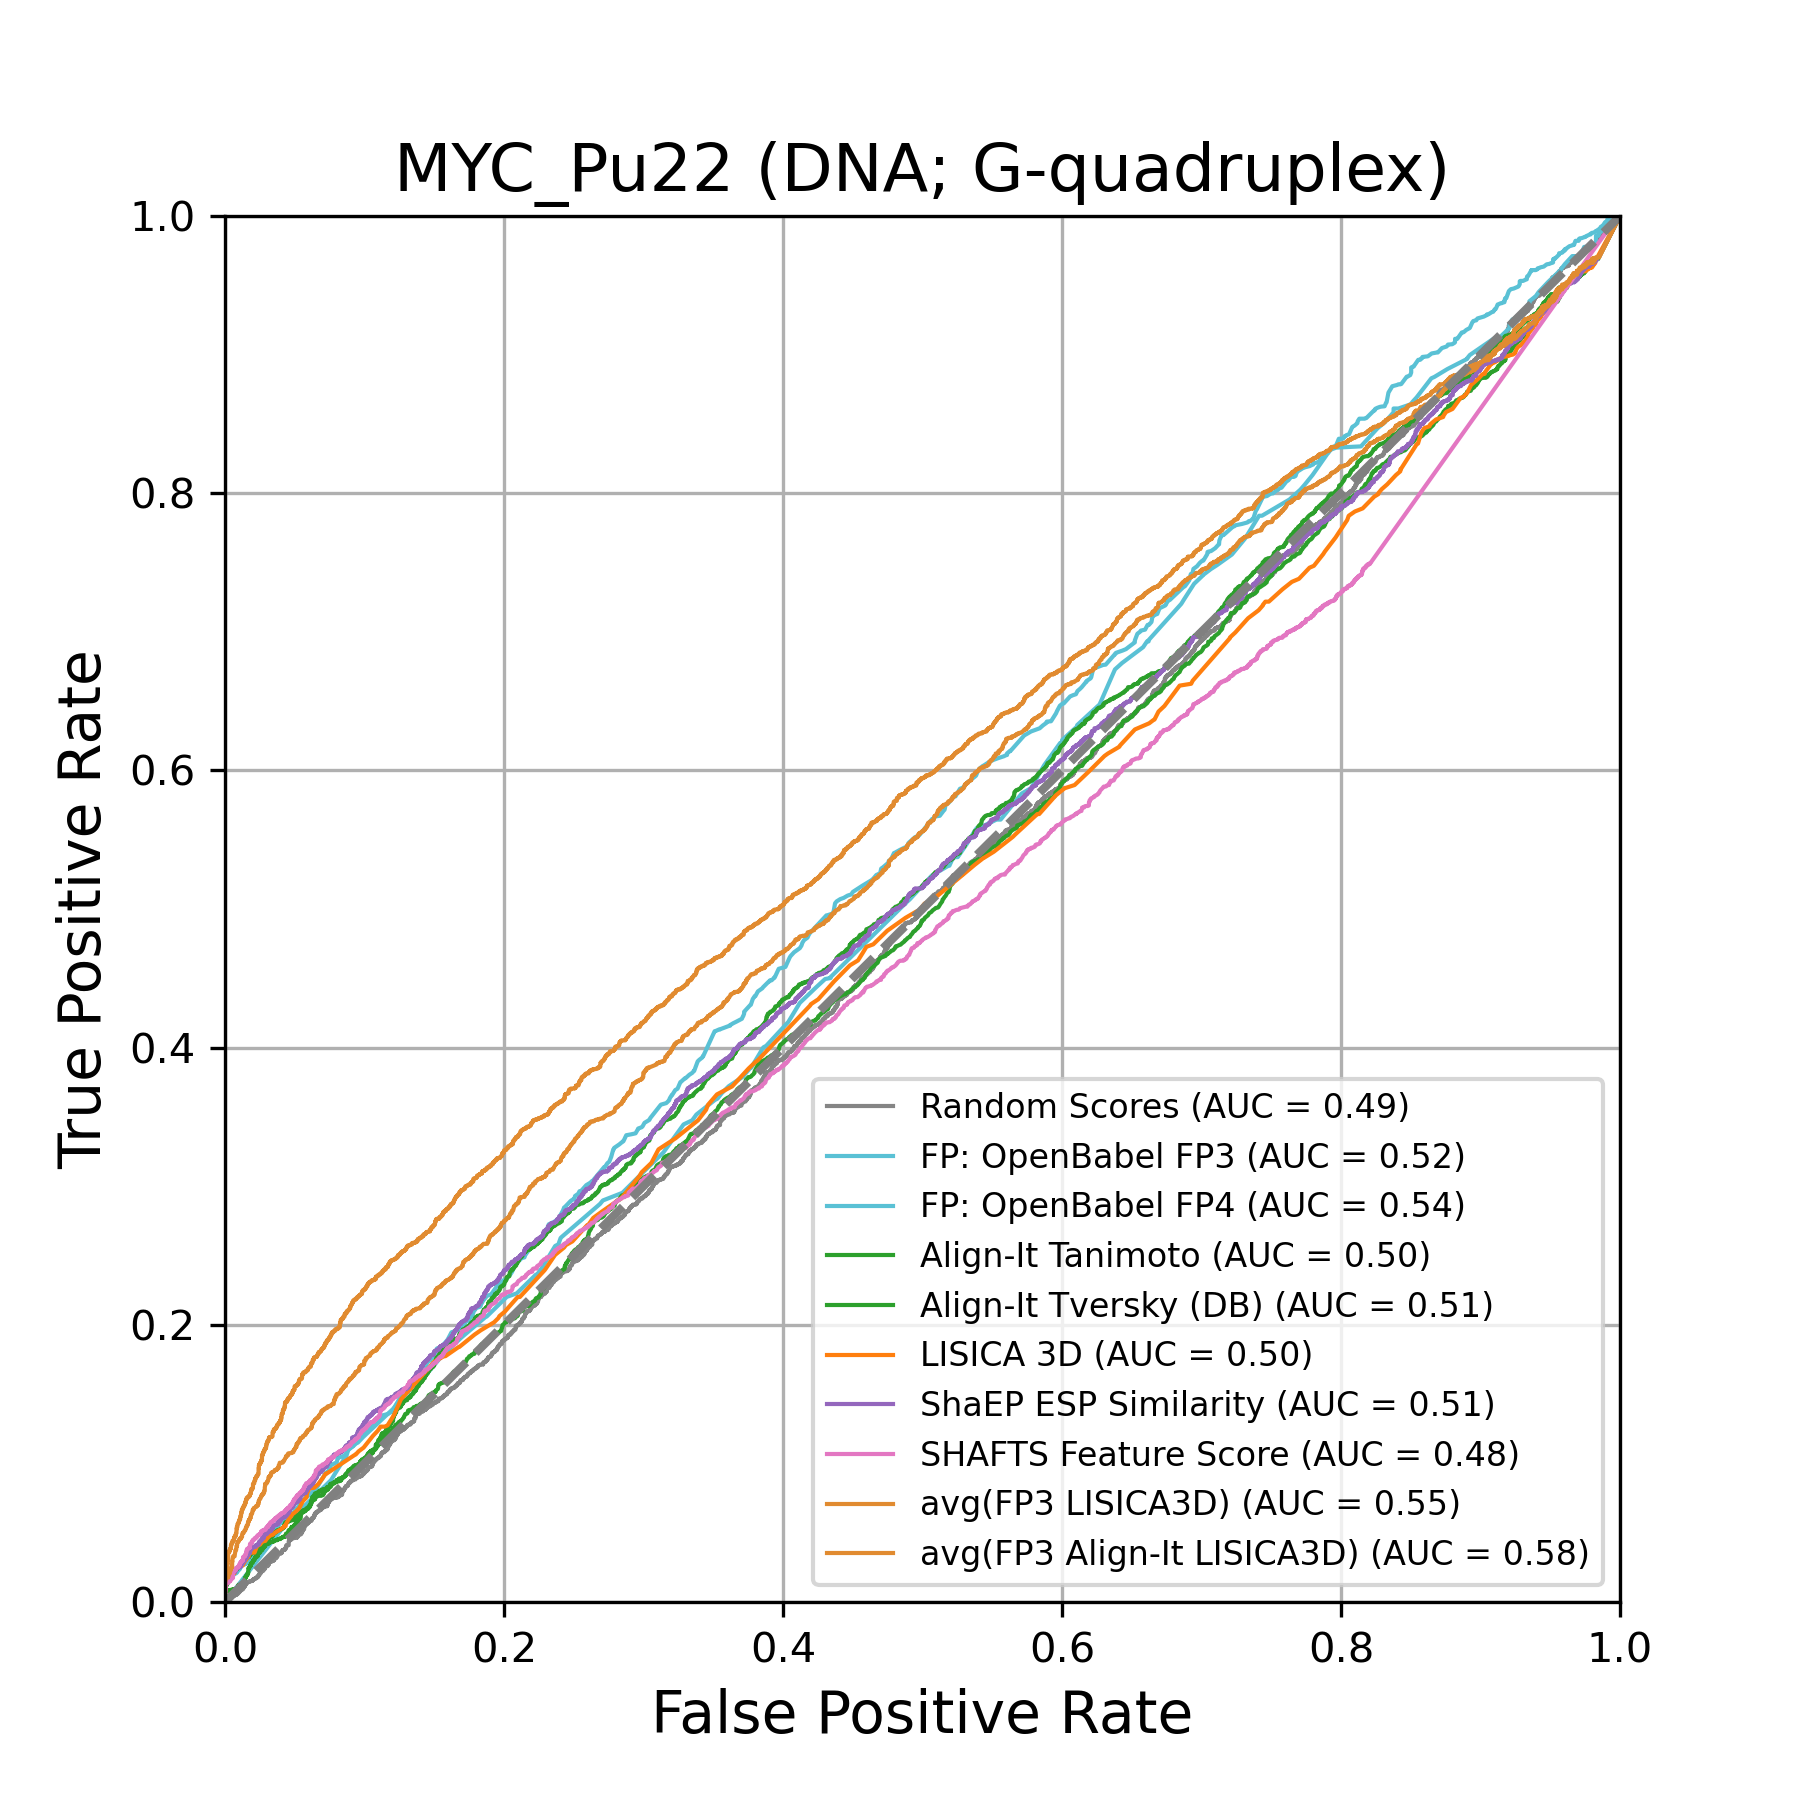 MYC_Pu22 (DNA; G-quadruplex)
True Positive Rate
1.0
0.8
0.6
0.4
0.2
0.0
Random Scores (AUC = 0.49)
FP: OpenBabel FP3 (AUC = 0.52)
FP: OpenBabel FP4 (AUC = 0.54)
Align-It Tanimoto (AUC = 0.50)
Align-It Tversky (DB) (AUC = 0.51)
LISICA 3D (AUC = 0.50)
ShaEP ESP Similarity (AUC = 0.51)
SHAFTS Feature Score (AUC = 0.48)
avg(FP3 LISICA3D) (AUC = 0.55)
avg(FP3 Align-It LISICA3D) (AUC = 0.58)
0.0 0.2 0.4 0.6 0.8 1.0
False Positive Rate